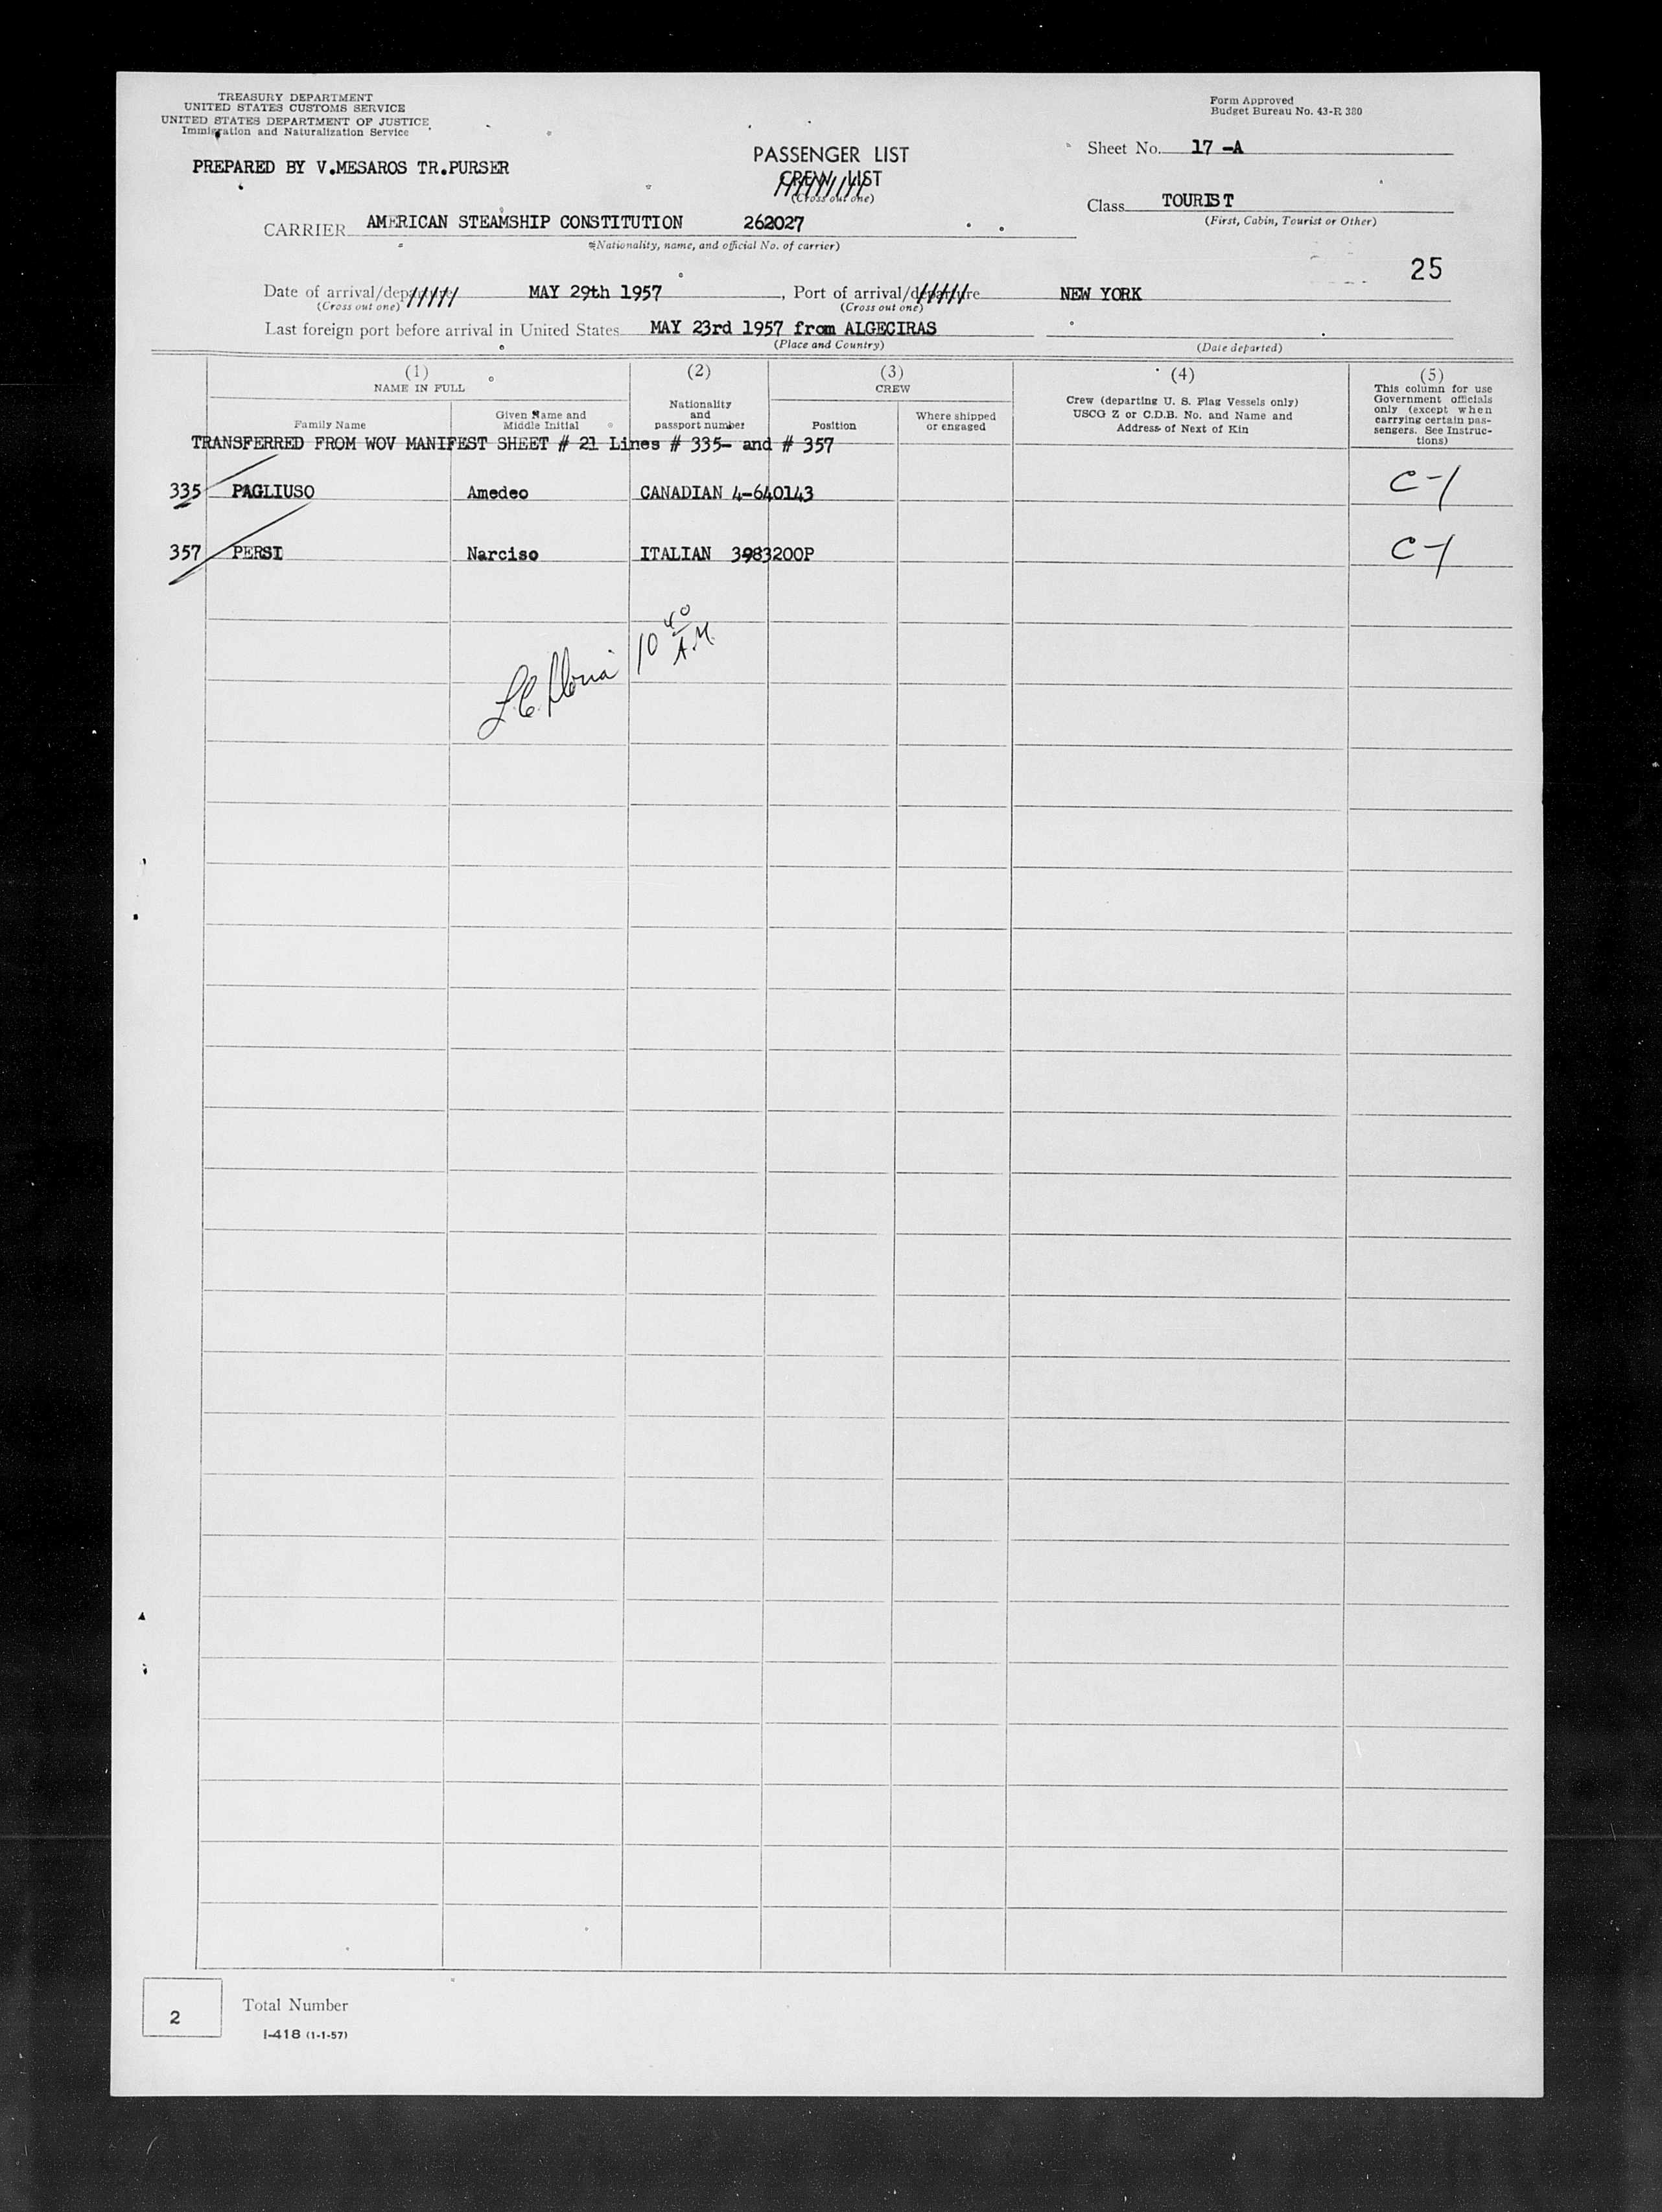 TREASURY DEPARTMENT
UNITED STATES CUSTOMS SERVICE
UNITED STATES DEPARTMENT OF JUSTICE
Immigration and Naturalization Service
Form Approved
Budget Bureau No. 43-R 380
PREPARED BY V.MESAROS TR.PURSER
PASSENGER LIST
CREW LIST
(Cross out one)
Sheet No. 17 -A
Class TOURIST
(First, Cabin, Tourist or Other)
CARRIER AMERICAN STEAMSHIP CONSTITUTION 262027
(Nationality, name, and official No. of carrier)
25
Date of arrival/departure MAY 29th 1957, Port of arrival/departure NEW YORK
(Cross out one) (Cross out one)
Last foreign port before arrival in United States MAY 23rd 1957 from ALGECIRAS
(Place and Country) (Date departed)
(1) (2) (3) (4) (5)
NAME IN FULL
Family Name
Given Name and
Middle Initial
Nationality
and
passport number
CREW
Position
Where shipped
or engaged
Crew (departing U. S. Flag Vessels only)
USCG Z or C.D.B. No. and Name and
Address of Next of Kin
This column for use
Government officials
only (except when
carrying certain pas-
sengers. See Instruc-
tions)
TRANSFERRED FROM WOV MANIFEST SHEET # 21 Lines # 335- and # 357
335 PAGLIUSO Amedeo CANADIAN 4-640143 C-1
357 PERSI Narciso ITALIAN 3983200P C-1
10 40
A.M.
2 Total Number
I-418 (1-1-57)